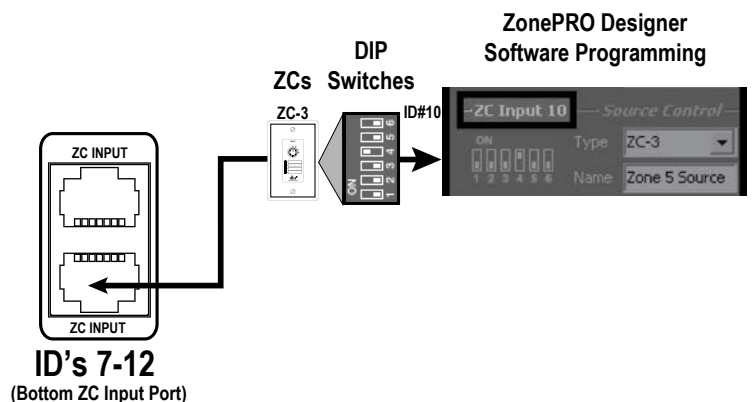 ZonePRO Designer
Software Programming
DIP
Switches
ZCs
ZC-3
ID#10
ON
1 2 3 4 5 6
ZC Input 10
Source Control
ON
1 2 3 4 5 6
Type
ZC-3
Name
Zone 5 Source
ZC INPUT
ZC INPUT
ID's 7-12
(Bottom ZC Input Port)